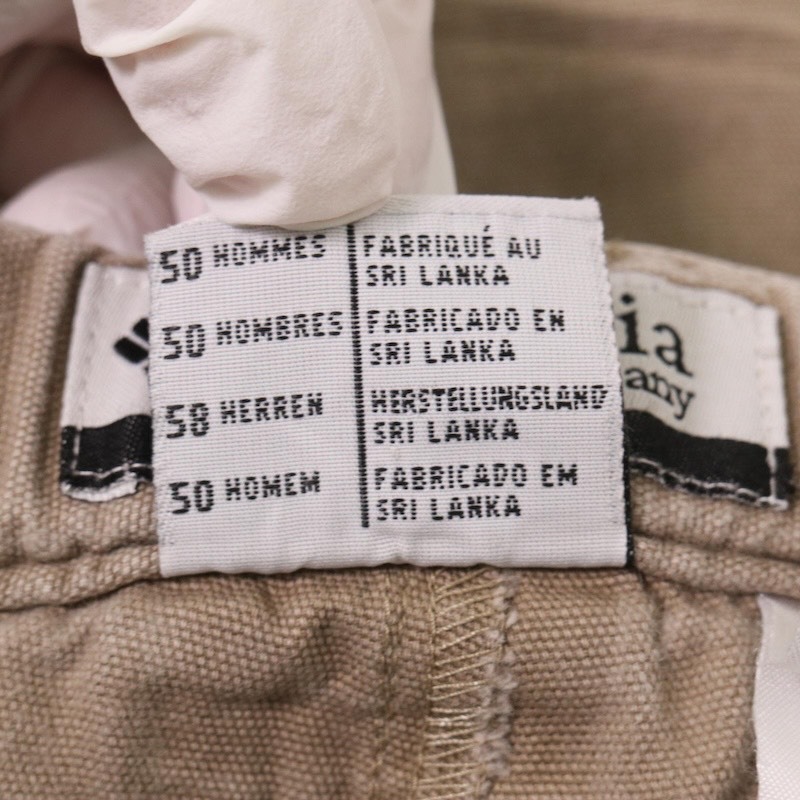 50 HOMMES FABRIQUÉ AU
SRI LANKA
50 HOMBRES FABRICADO EN
SRI LANKA
58 HERREN HERSTELLUNGSLAND
SRI LANKA
50 HOMEM FABRICADO EM
SRI LANKA
ia
any